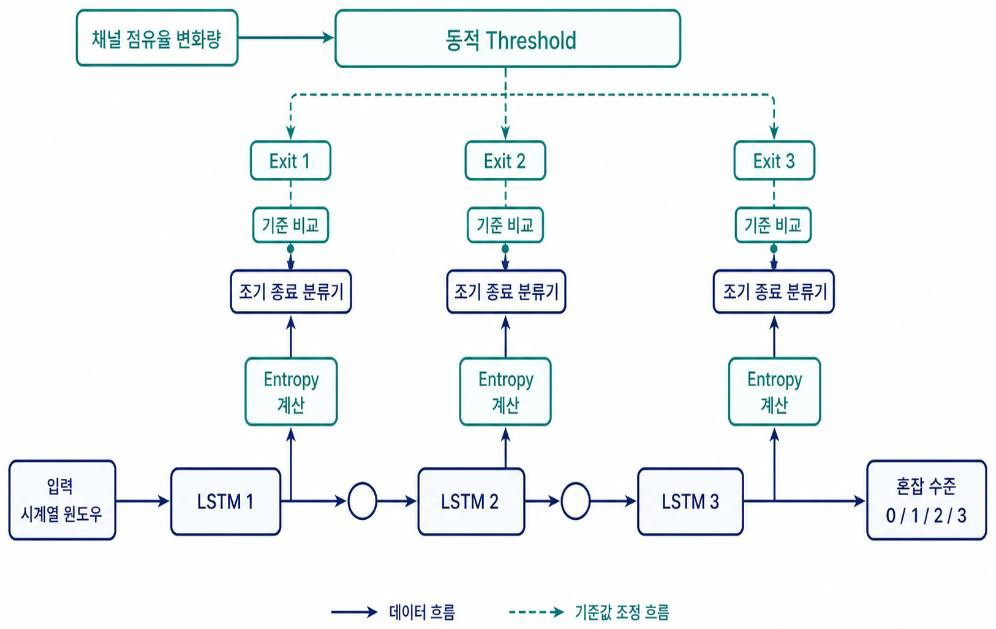 채널 점유율 변화량
동적 Threshold
Exit 1
Exit 2
Exit 3
기준 비교
기준 비교
기준 비교
조기 종료 분류기
조기 종료 분류기
조기 종료 분류기
Entropy
계산
Entropy
계산
Entropy
계산
입력
시계열 원도우
LSTM 1
LSTM 2
LSTM 3
혼잡 수준
0 / 1 / 2 / 3
데이터 흐름
기준값 조정 흐름